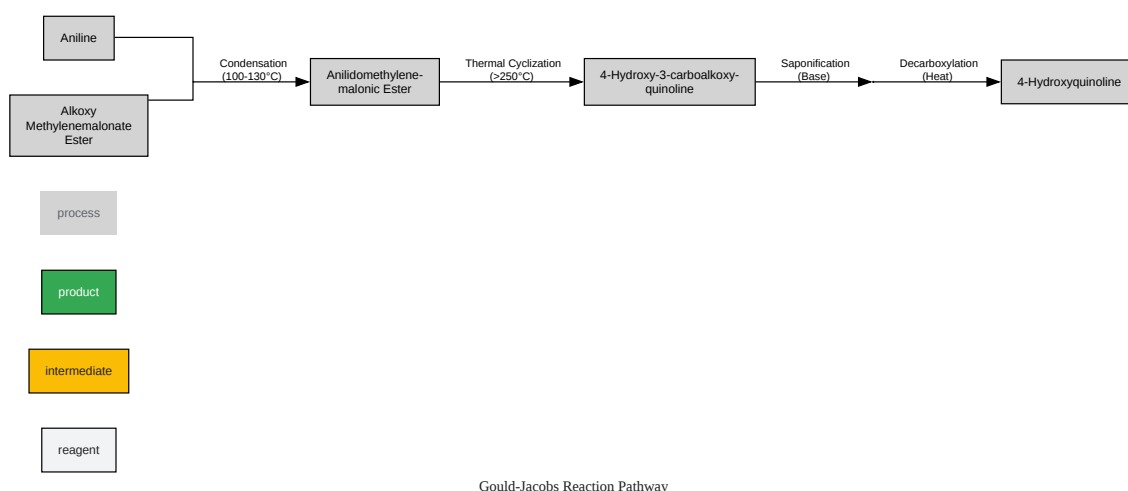 Aniline
Alkoxy
Methylenemalonate
Ester
Condensation
(100-130°C)
Anilidomethylene-
malonic Ester
Thermal Cyclization
(>250°C)
4-Hydroxy-3-carboalkoxy-
quinoline
Saponification
(Base)
Decarboxylation
(Heat)
4-Hydroxyquinoline
process
product
intermediate
reagent
Gould-Jacobs Reaction Pathway